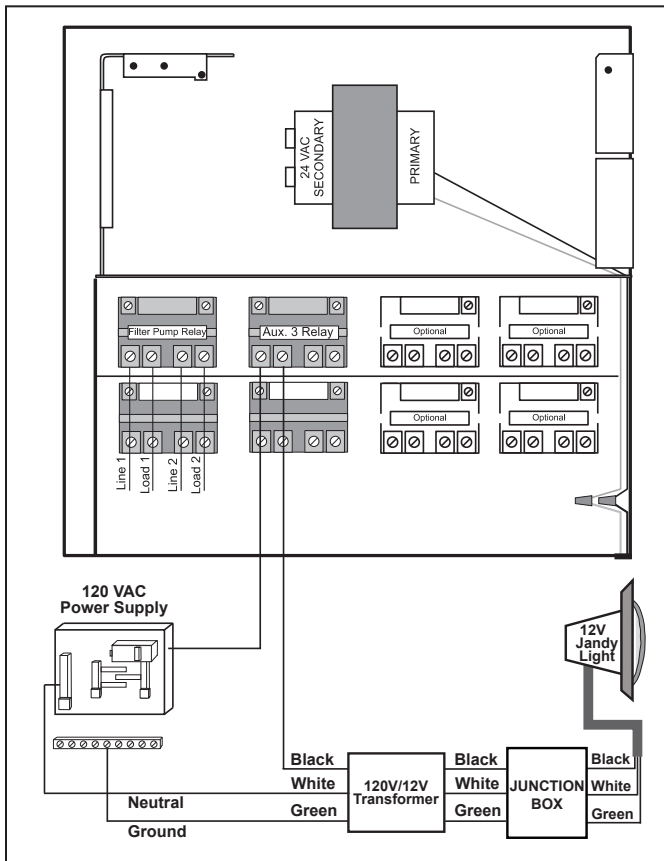 24 VAC
SECONDARY
PRIMARY
Filter Pump Relay
Aux. 3 Relay
Optional
Optional
Optional
Optional
Line 1
Load 1
Line 2
Load 2
120 VAC
Power Supply
12V
Jandy
Light
Black
Black
Black
White
White
White
Neutral
Green
Green
Green
Ground
120V/12V
Transformer
JUNCTION
BOX